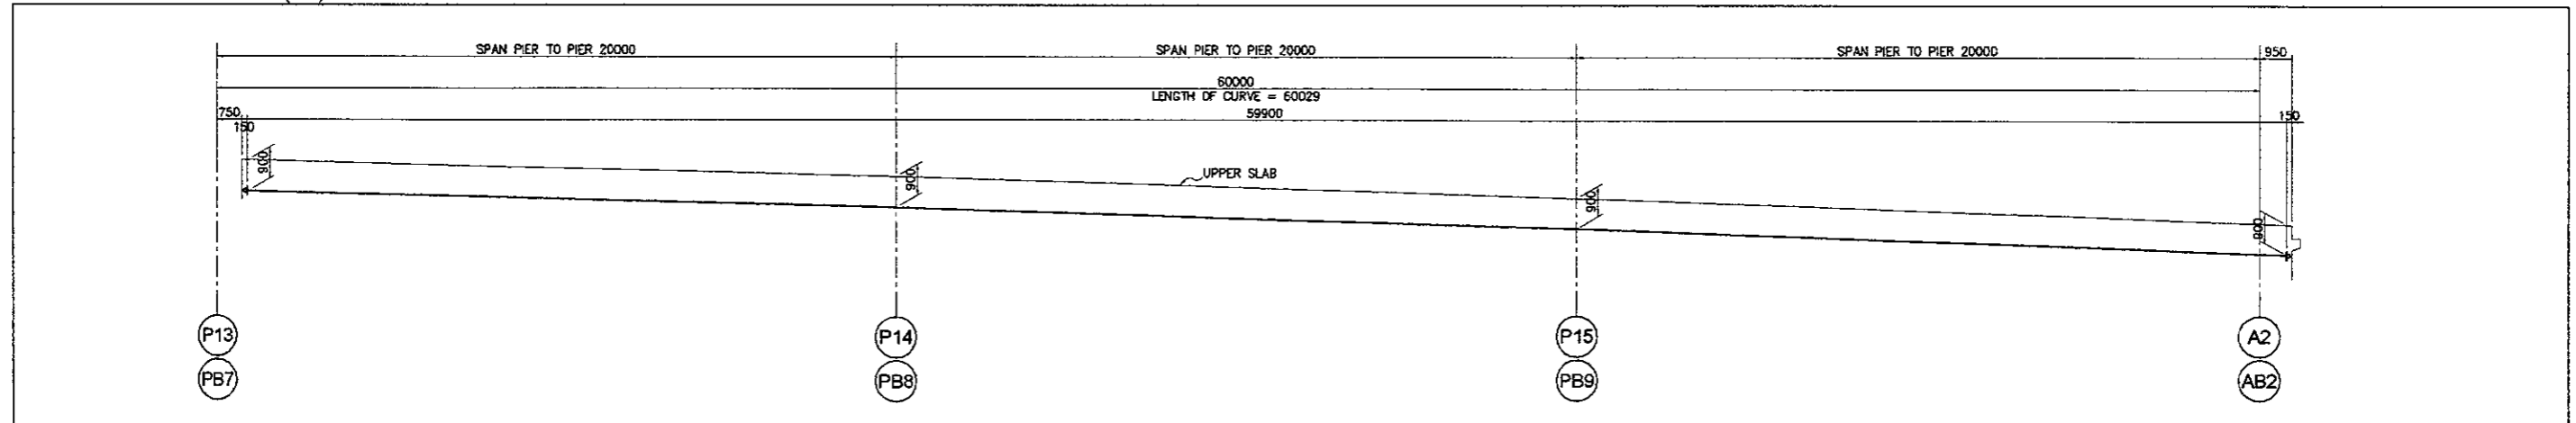 SPAN PIER TO PIER 20000
SPAN PIER TO PIER 20000
SPAN PIER TO PIER 20000
950
60000
LENGTH OF CURVE = 60029
750
59900
150
150
900
900
UPPER SLAB
900
900
P13
P14
P15
A2
PB7
PB8
PB9
AB2